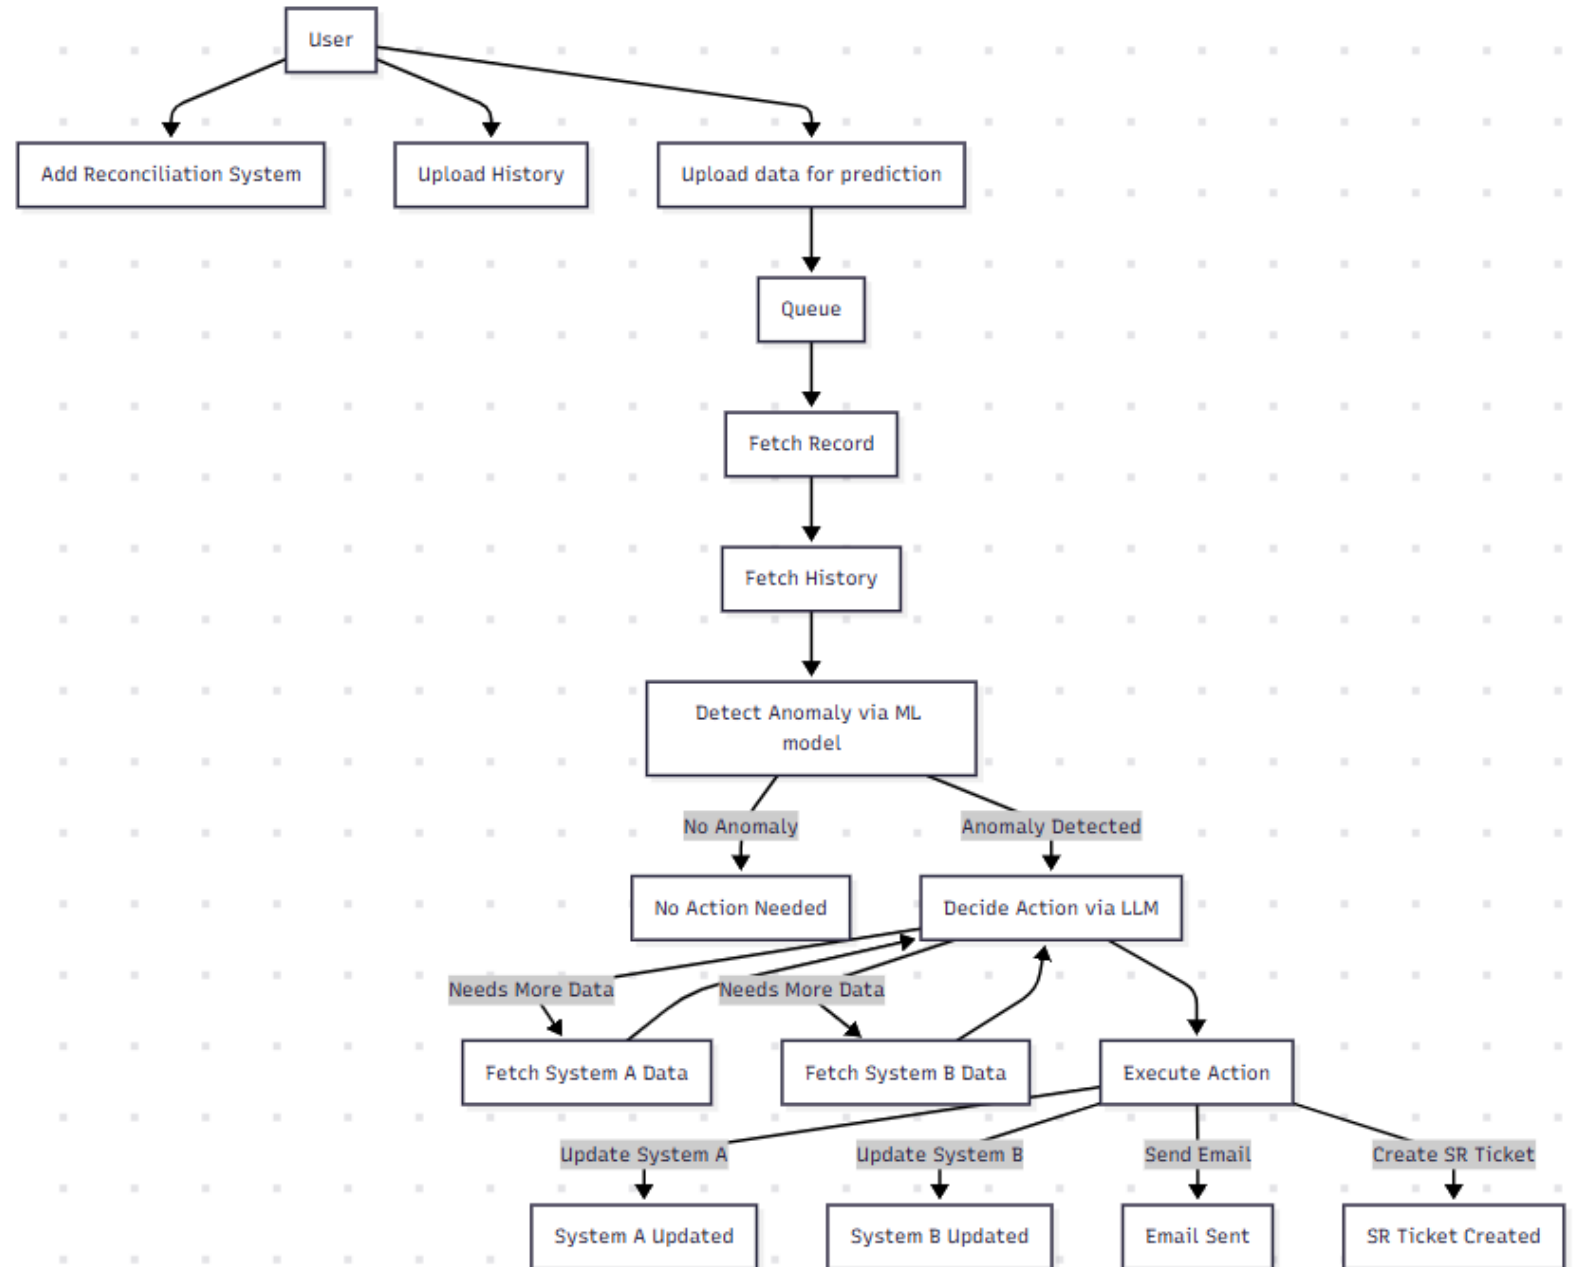 User
Add Reconciliation System
Upload History
Upload data for prediction
Queue
Fetch Record
Fetch History
Detect Anomaly via ML
model
No Anomaly
Anomaly Detected
No Action Needed
Decide Action via LLM
Needs More Data
Needs More Data
Fetch System A Data
Fetch System B Data
Execute Action
Update System A
Update System B
Send Email
Create SR Ticket
System A Updated
System B Updated
Email Sent
SR Ticket Created